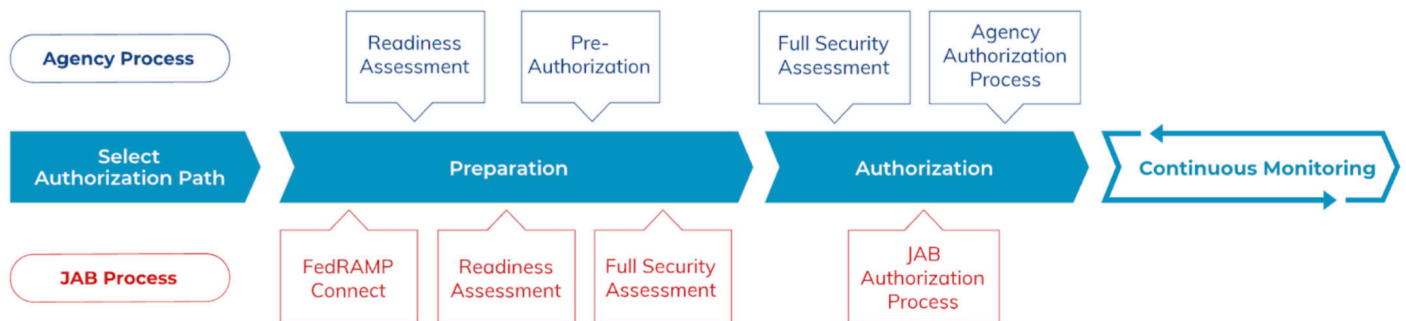 Agency Process
Readiness
Assessment
Pre-
Authorization
Full Security
Assessment
Agency
Authorization
Process
Select
Authorization Path
Preparation
Authorization
Continuous Monitoring
JAB Process
FedRAMP
Connect
Readiness
Assessment
Full Security
Assessment
JAB
Authorization
Process